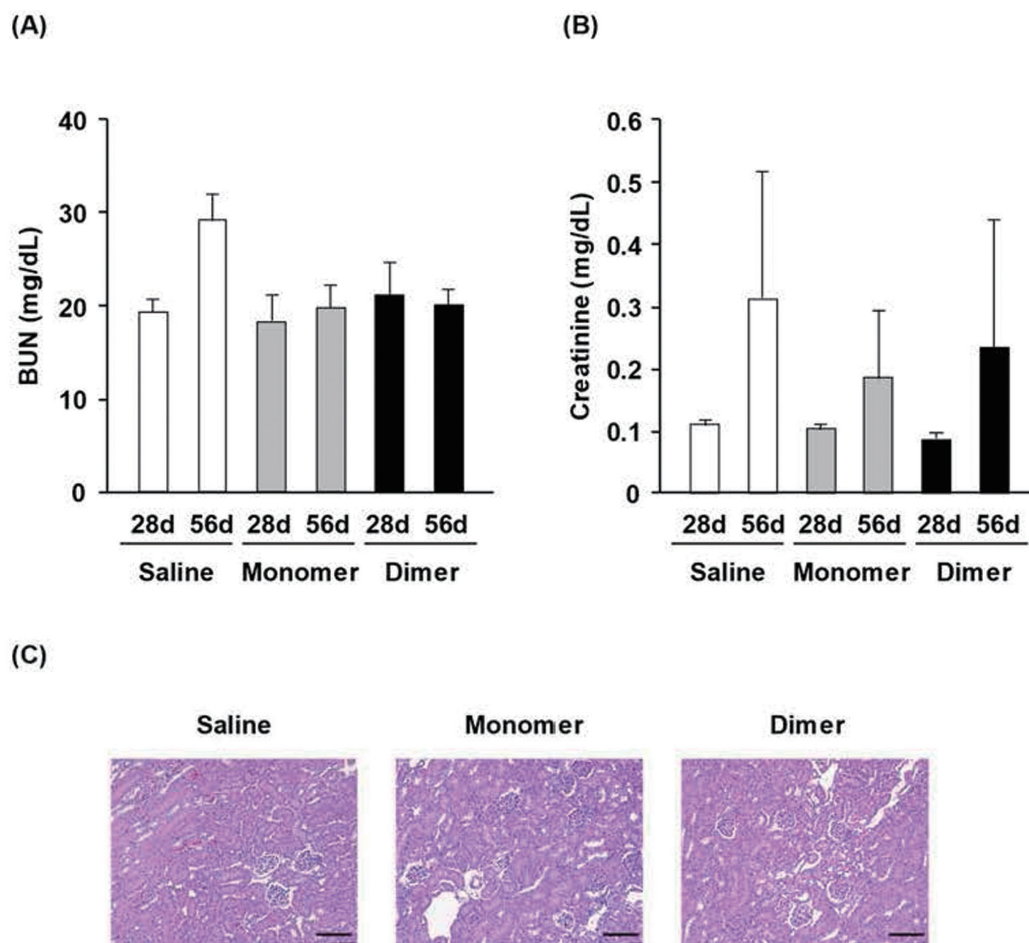 (A)
(B)
40
30
20
10
0
BUN (mg/dL)
28d 56d 28d 56d 28d 56d
Saline Monomer Dimer
0.6
0.5
0.4
0.3
0.2
0.1
0
Creatinine (mg/dL)
28d 56d 28d 56d 28d 56d
Saline Monomer Dimer
(C)
Saline Monomer Dimer